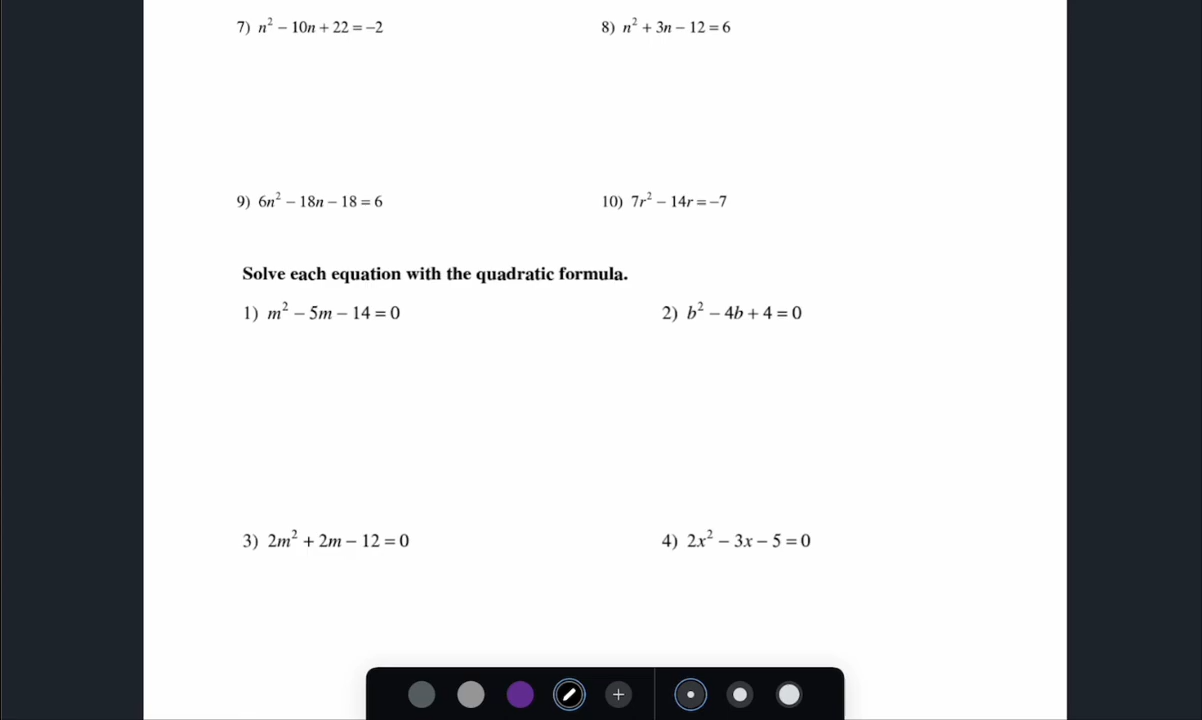 7) n² − 10n + 22 = −2
8) n² + 3n − 12 = 6
9) 6n² − 18n − 18 = 6
10) 7r² − 14r = −7
Solve each equation with the quadratic formula.
1) m² − 5m − 14 = 0
2) b² − 4b + 4 = 0
3) 2m² + 2m − 12 = 0
4) 2x² − 3x − 5 = 0